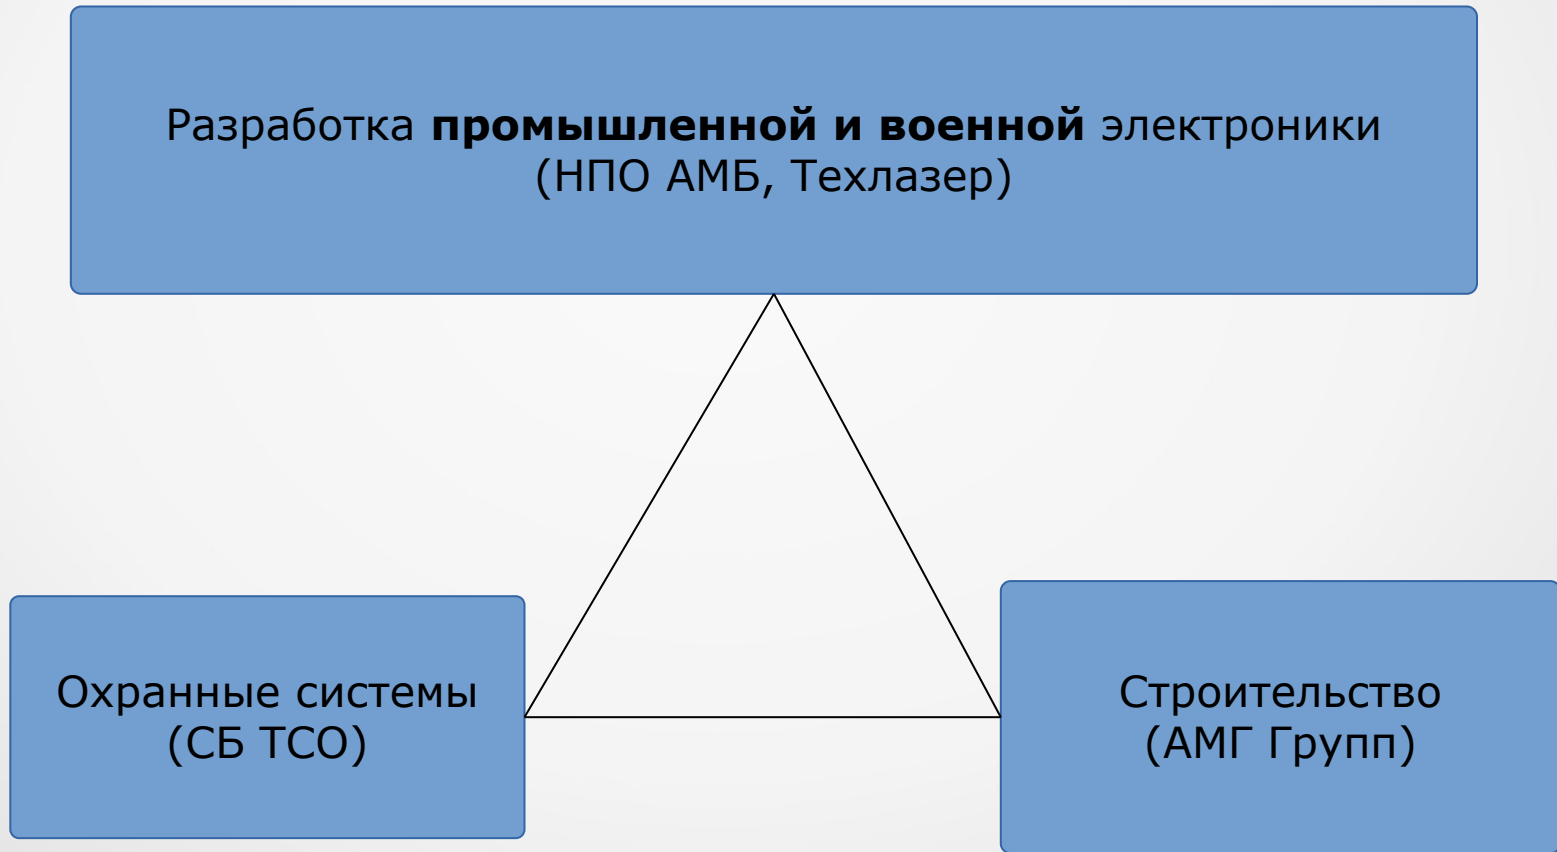 Разработка промышленной и военной электроники
(НПО АМБ, Техлазер)
Охранные системы
(СБ ТСО)
Строительство
(АМГ Групп)